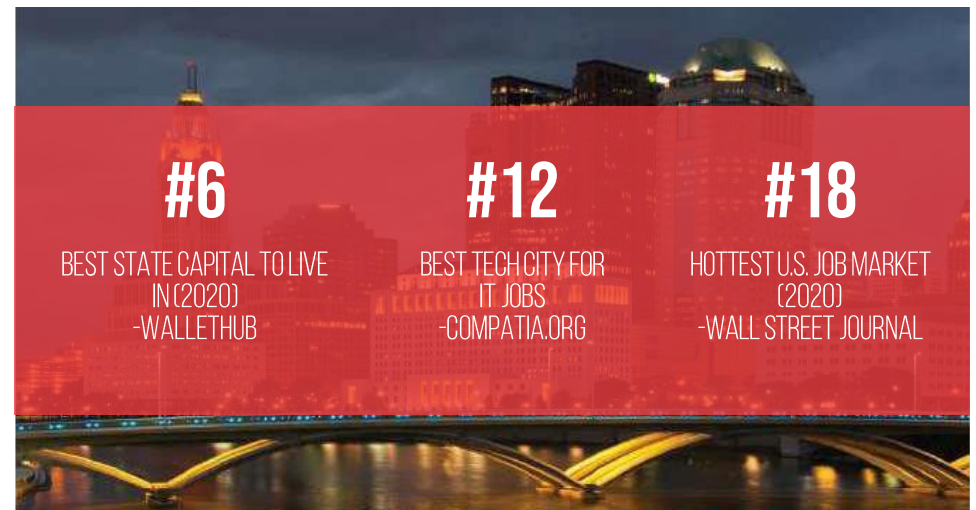 #6
BEST STATE CAPITAL TO LIVE
IN (2020)
-WALLETHUB
#12
BEST TECH CITY FOR
IT JOBS
-COMPATIA.ORG
#18
HOTTEST U.S. JOB MARKET
(2020)
-WALL STREET JOURNAL